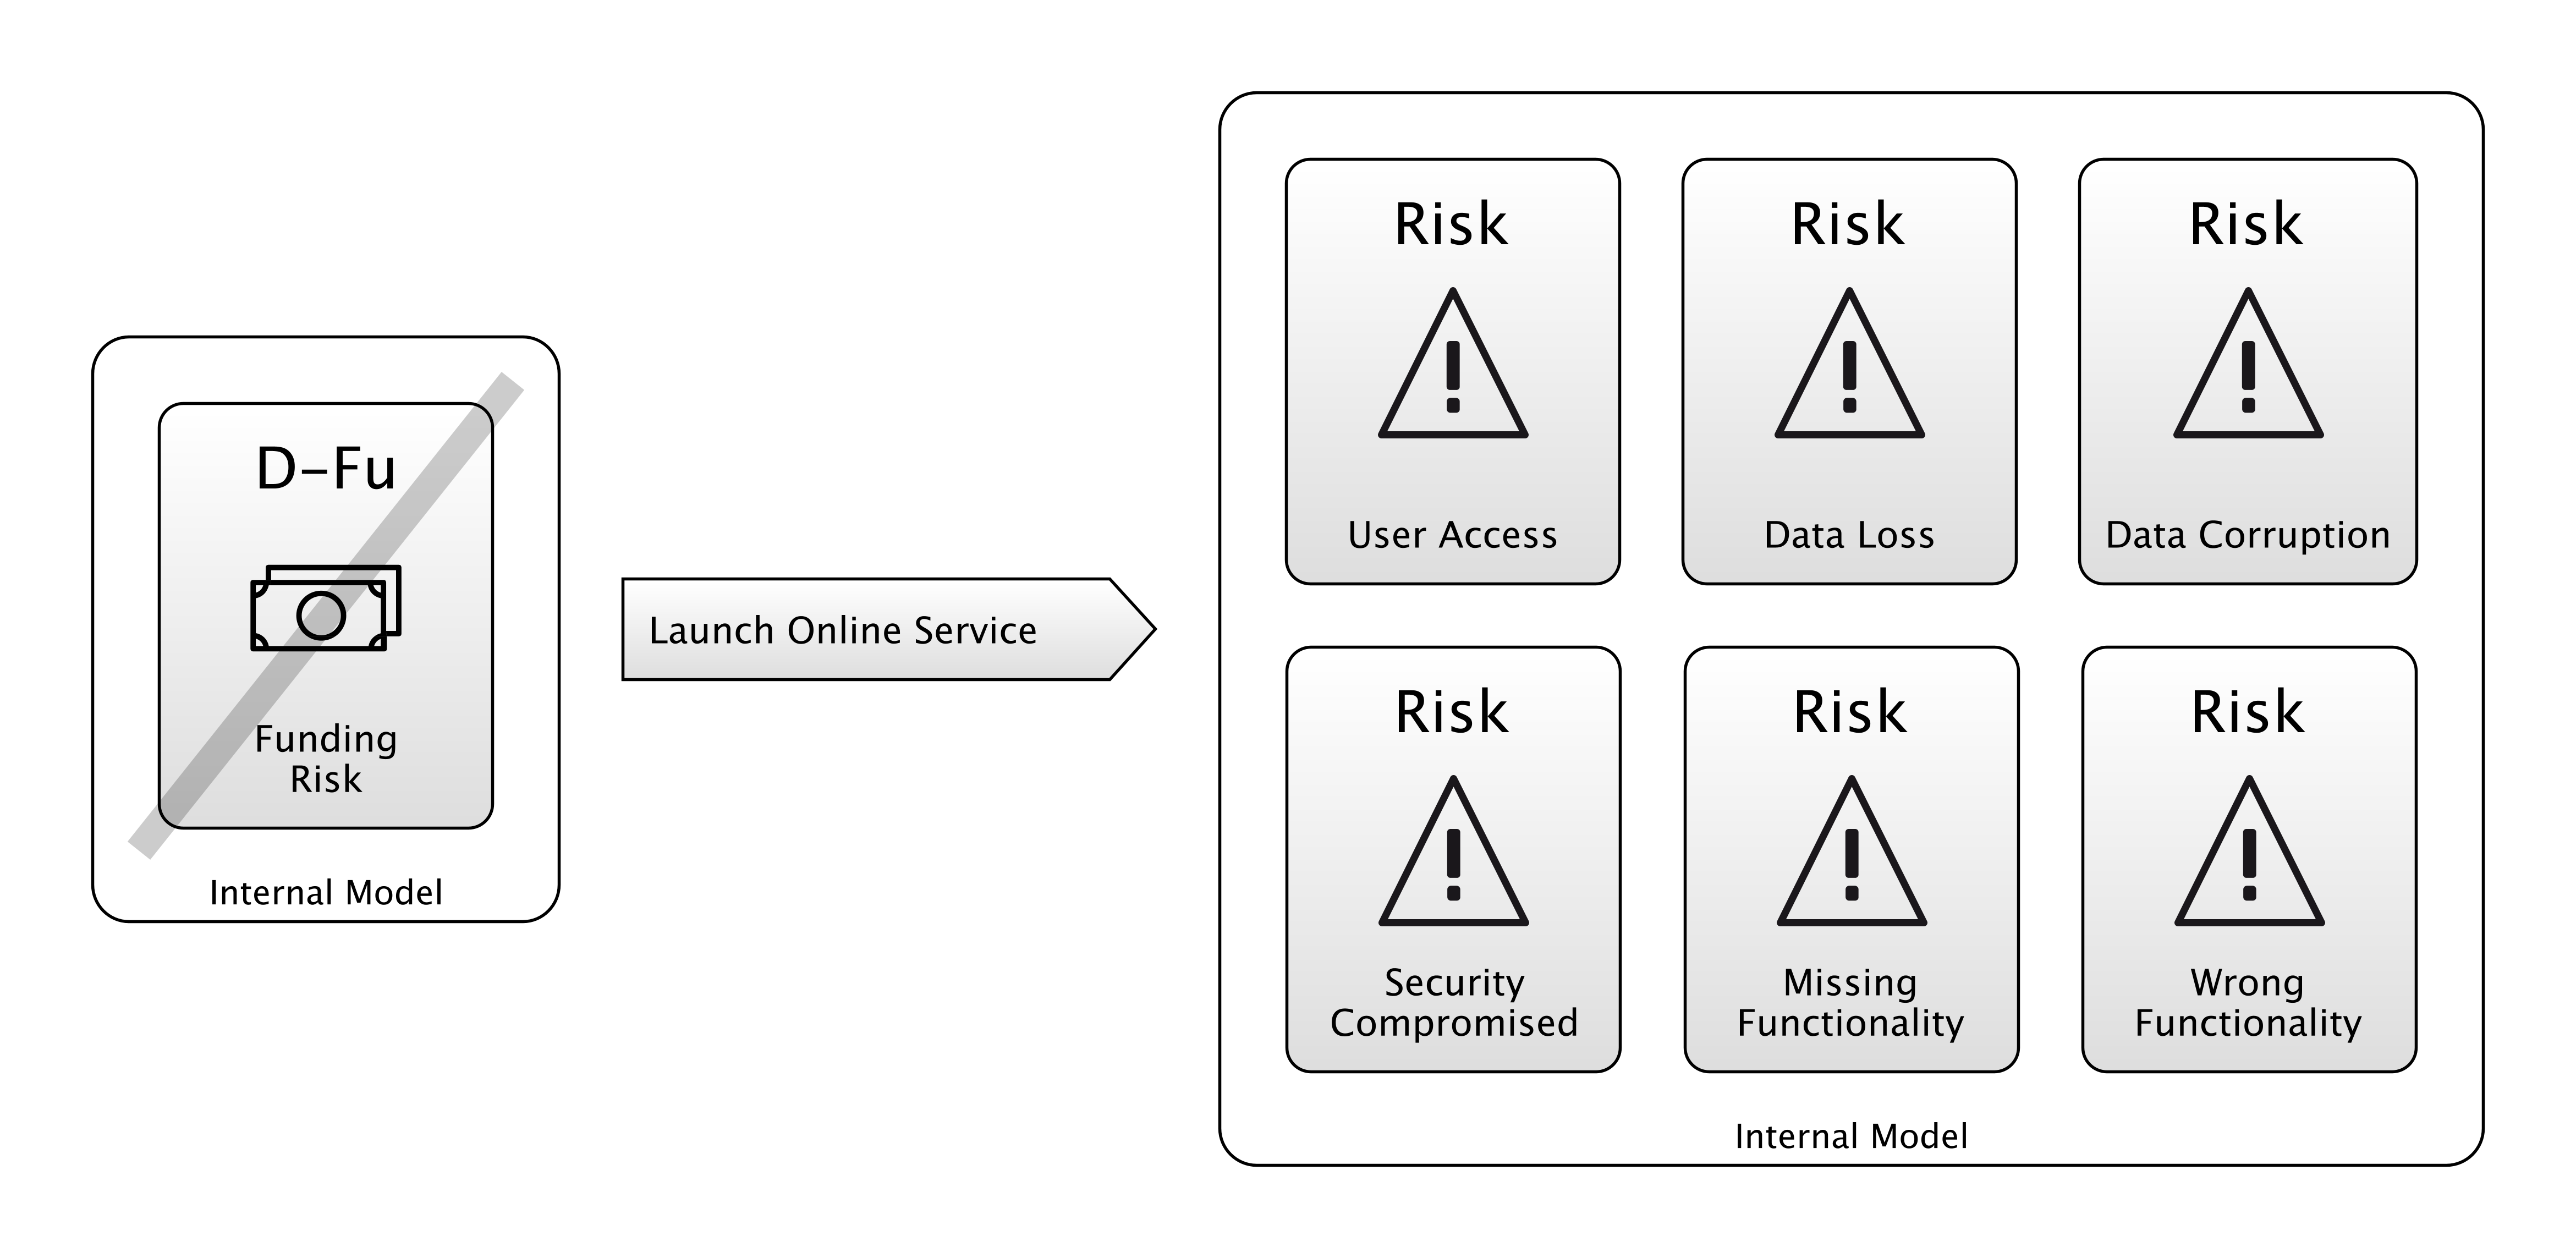 D-Fu
Funding
Risk
Internal Model
Launch Online Service
Risk
User Access
Risk
Data Loss
Risk
Data Corruption
Risk
Security
Compromised
Risk
Missing
Functionality
Risk
Wrong
Functionality
Internal Model